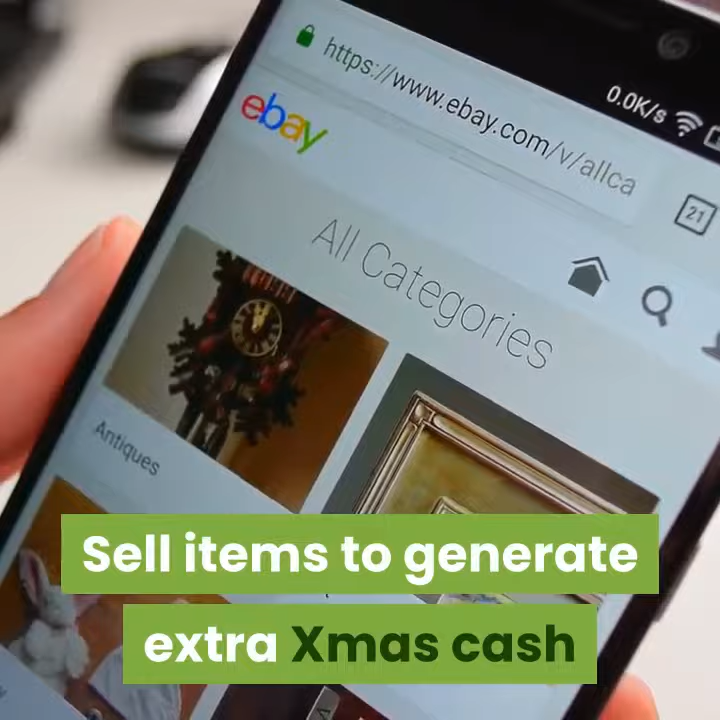 0.0K/s
https://www.ebay.com/v/allca
21
ebay
All Categories
Antiques
Sell items to generate
extra Xmas cash